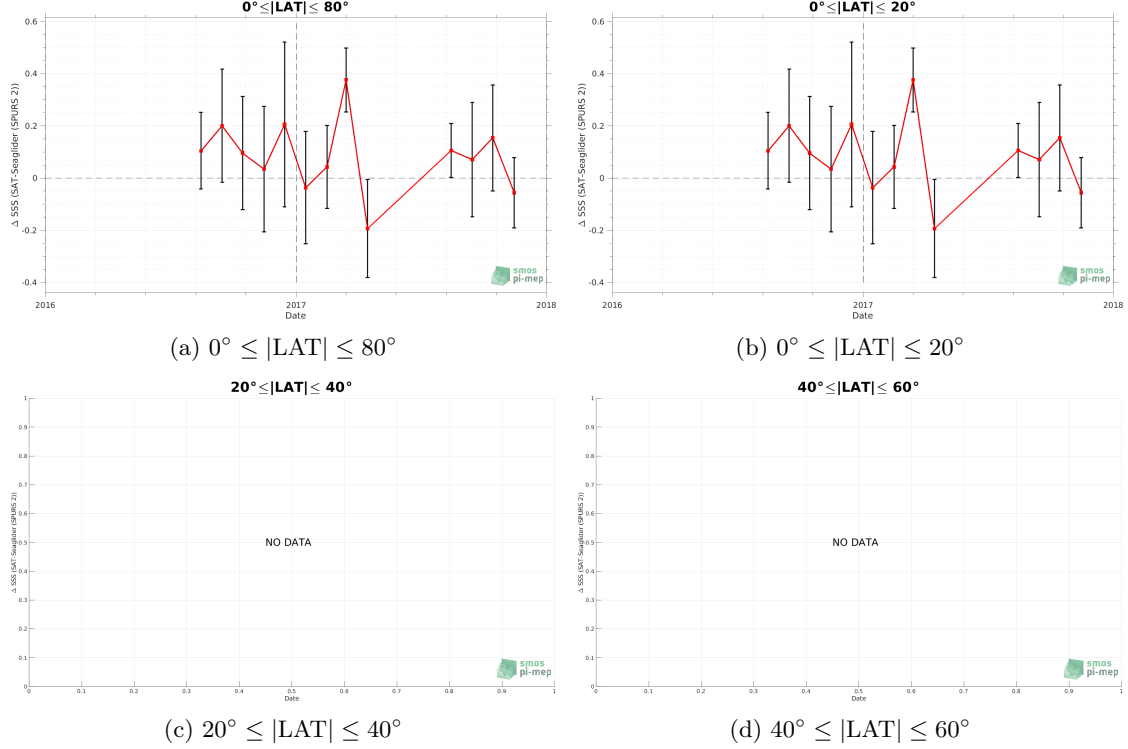 0°≤|LAT|≤ 80°
0.6
0.4
0.2
0
-0.2
-0.4
Δ SSS (SAT-Seaglider (SPURS 2))
2016
2017
2018
Date
smos
pi-mep
(a) 0° ≤ |LAT| ≤ 80°
0°≤|LAT|≤ 20°
0.6
0.4
0.2
0
-0.2
-0.4
Δ SSS (SAT-Seaglider (SPURS 2))
2016
2017
2018
Date
smos
pi-mep
(b) 0° ≤ |LAT| ≤ 20°
20°≤|LAT|≤ 40°
1
0.9
0.8
0.7
0.6
0.5
0.4
0.3
0.2
0.1
0
Δ SSS (SAT-Seaglider (SPURS 2))
NO DATA
0 0.1 0.2 0.3 0.4 0.5 0.6 0.7 0.8 0.9 1
Date
smos
pi-mep
(c) 20° ≤ |LAT| ≤ 40°
40°≤|LAT|≤ 60°
1
0.9
0.8
0.7
0.6
0.5
0.4
0.3
0.2
0.1
0
Δ SSS (SAT-Seaglider (SPURS 2))
NO DATA
0 0.1 0.2 0.3 0.4 0.5 0.6 0.7 0.8 0.9 1
Date
smos
pi-mep
(d) 40° ≤ |LAT| ≤ 60°